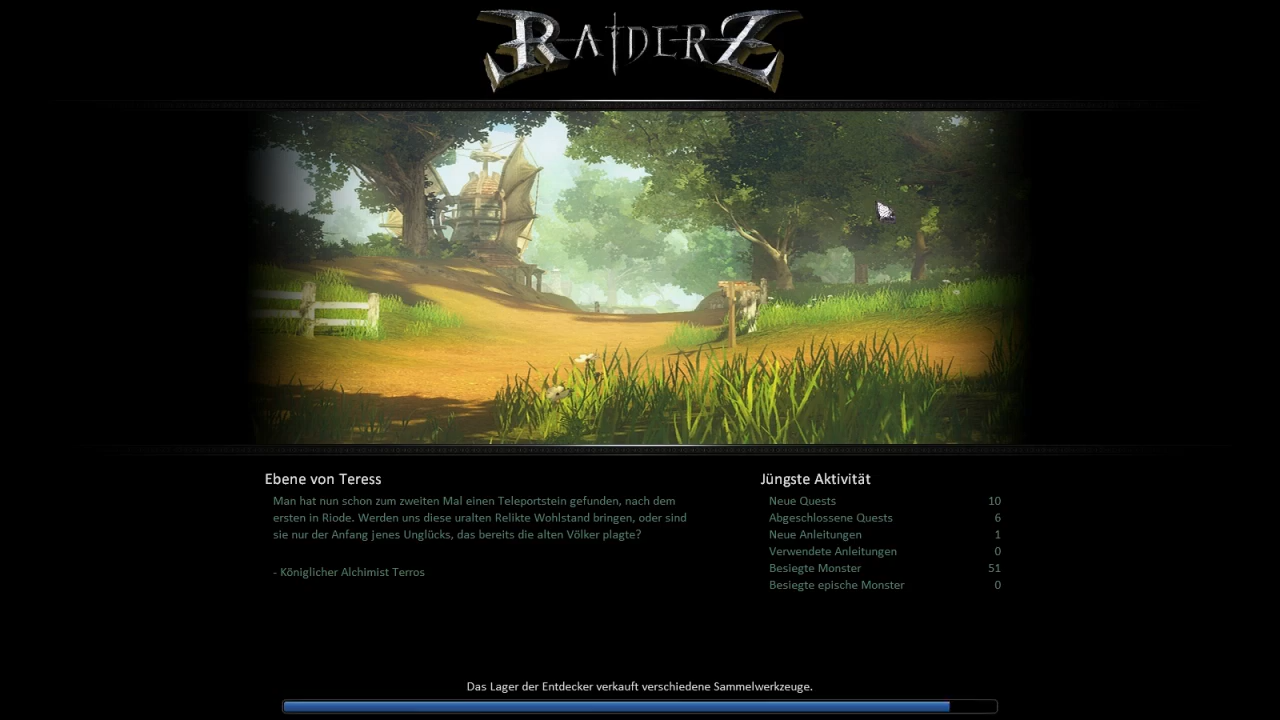 RAIDERZ
Ebene von Teress
Man hat nun schon zum zweiten Mal einen Teleportstein gefunden, nach dem
ersten in Riode. Werden uns diese uralten Relikte Wohlstand bringen, oder sind
sie nur der Anfang jenes Unglücks, das bereits die alten Völker plagte?
- Königlicher Alchimist Terros
Jüngste Aktivität
Neue Quests 10
Abgeschlossene Quests 6
Neue Anleitungen 1
Verwendete Anleitungen 0
Besiegte Monster 51
Besiegte epische Monster 0
Das Lager der Entdecker verkauft verschiedene Sammelwerkzeuge.